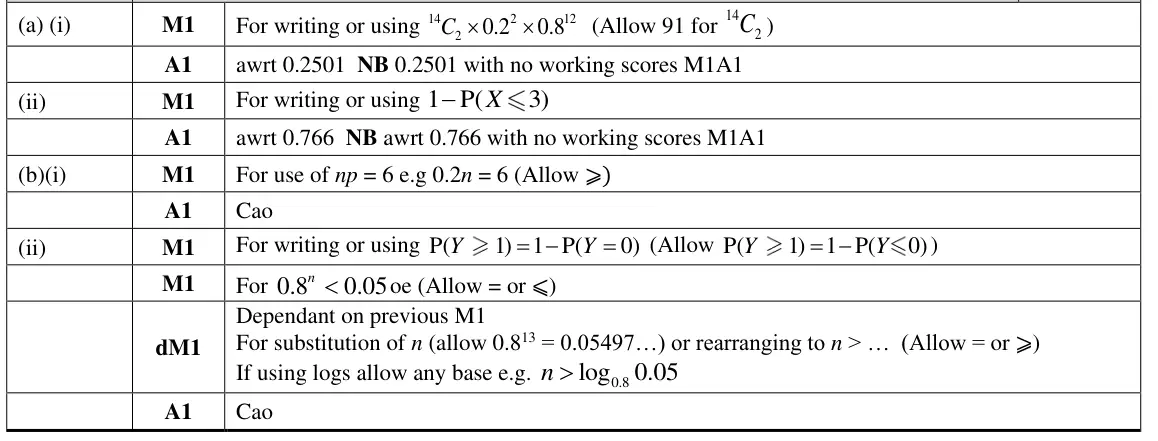 (a) (i) M1 For writing or using ¹⁴C₂ × 0.2² × 0.8¹² (Allow 91 for ¹⁴C₂ )
A1 awrt 0.2501 NB 0.2501 with no working scores M1A1
(ii) M1 For writing or using 1 – P( X ⩽ 3)
A1 awrt 0.766 NB awrt 0.766 with no working scores M1A1
(b)(i) M1 For use of np = 6 e.g 0.2n = 6 (Allow ⩾)
A1 Cao
(ii) M1 For writing or using P(Y ⩾ 1) = 1 – P(Y = 0) (Allow P(Y ⩾ 1) = 1 – P(Y⩽0) )
M1 For 0.8ⁿ < 0.05 oe (Allow = or ⩽)
Dependant on previous M1
dM1 For substitution of n (allow 0.8¹³ = 0.05497…) or rearranging to n > … (Allow = or ⩾)
If using logs allow any base e.g. n > log₀.₈ 0.05
A1 Cao